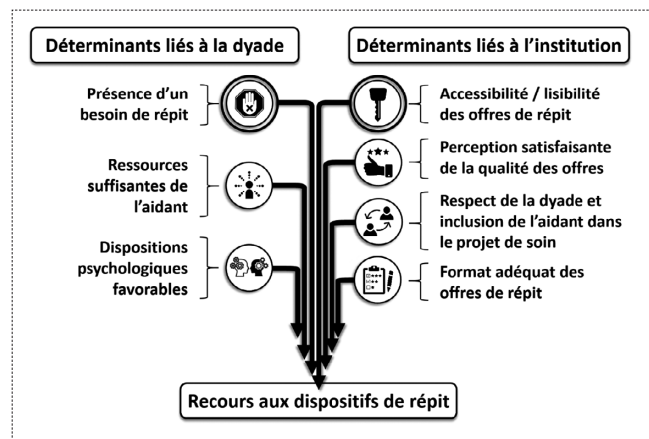 Déterminants liés à la dyade
Présence d'un
besoin de répit
Ressources
suffisantes de
l'aidant
Dispositions
psychologiques
favorables
Déterminants liés à l'institution
Accessibilité / lisibilité
des offres de répit
Perception satisfaisante
de la qualité des offres
Respect de la dyade et
inclusion de l'aidant dans
le projet de soin
Format adéquat des
offres de répit
Recours aux dispositifs de répit